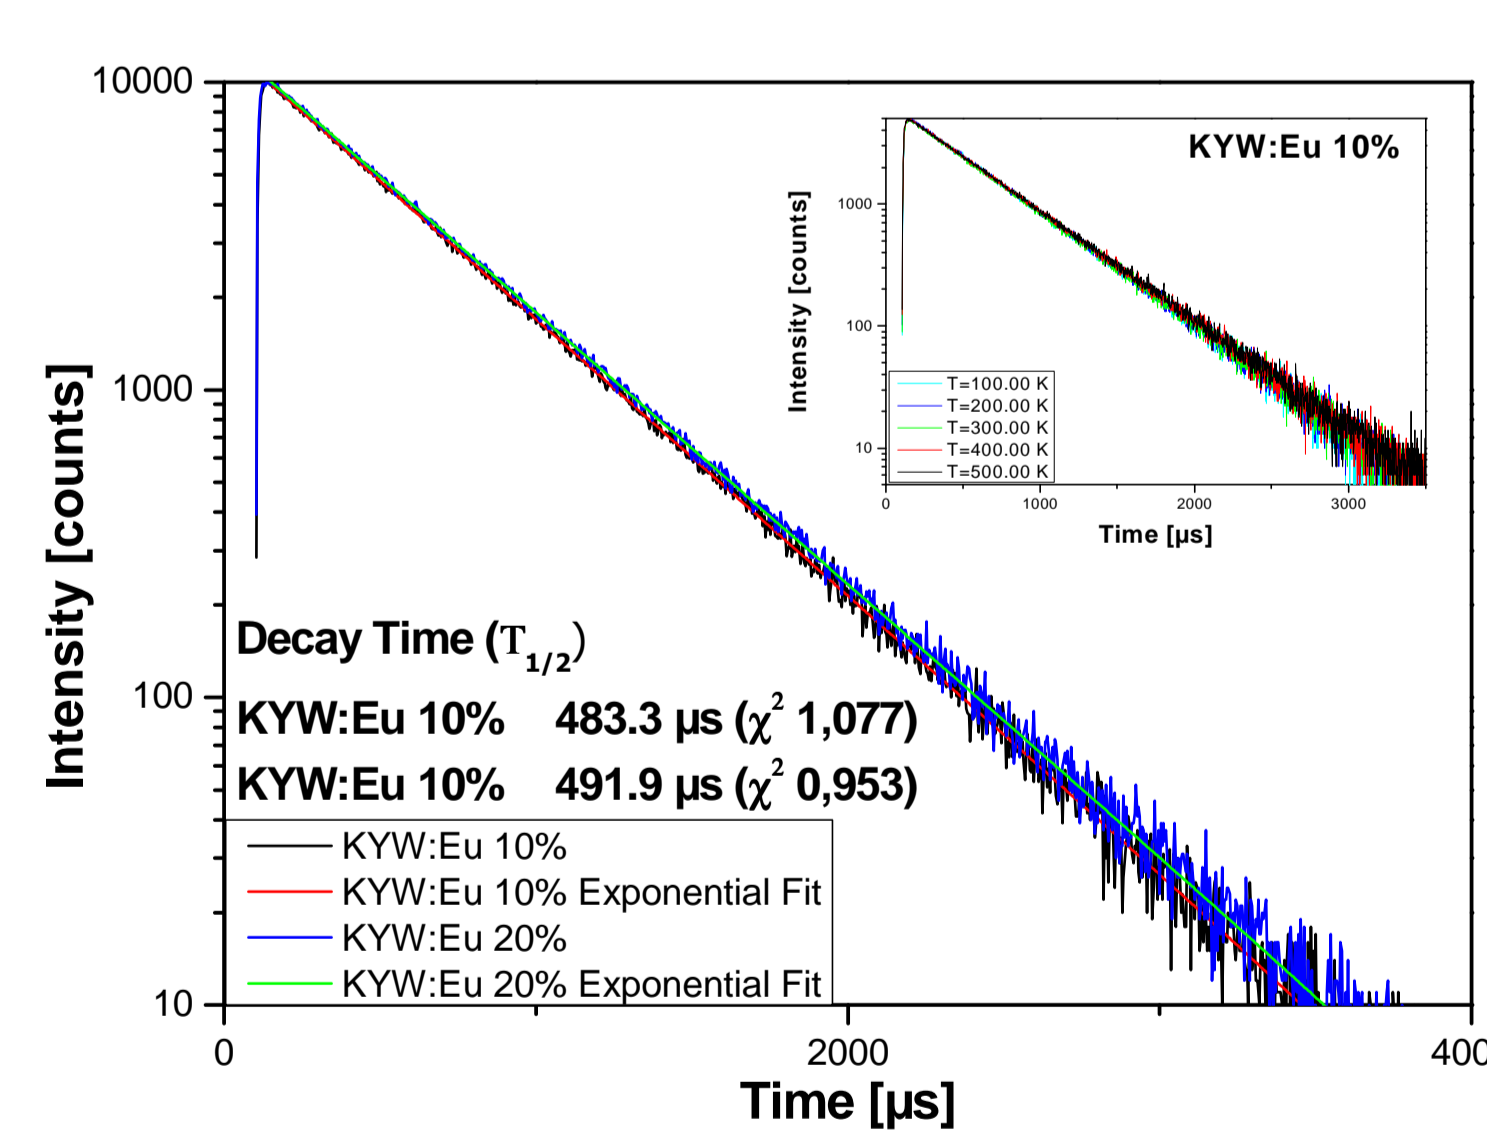 10000
1000
100
10
Intensity [counts]
0
2000
400
Time [µs]
Decay Time (T1/2)
KYW:Eu 10% 483.3 µs (χ² 1,077)
KYW:Eu 10% 491.9 µs (χ² 0,953)
KYW:Eu 10%
KYW:Eu 10% Exponential Fit
KYW:Eu 20%
KYW:Eu 20% Exponential Fit
KYW:Eu 10%
Intensity [counts]
1000
100
10
T=100.00 K
T=200.00 K
T=300.00 K
T=400.00 K
T=500.00 K
0
1000
2000
3000
Time [µs]